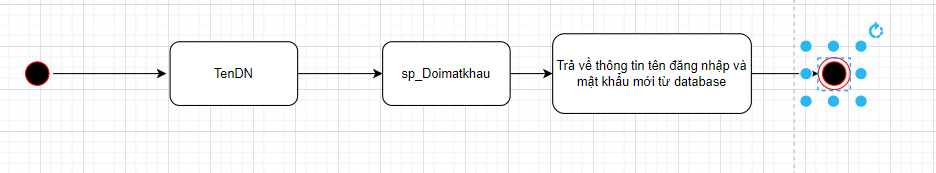 TenDN
sp_Doimatkhau
Trả về thông tin tên đăng nhập và
mật khẩu mới từ database